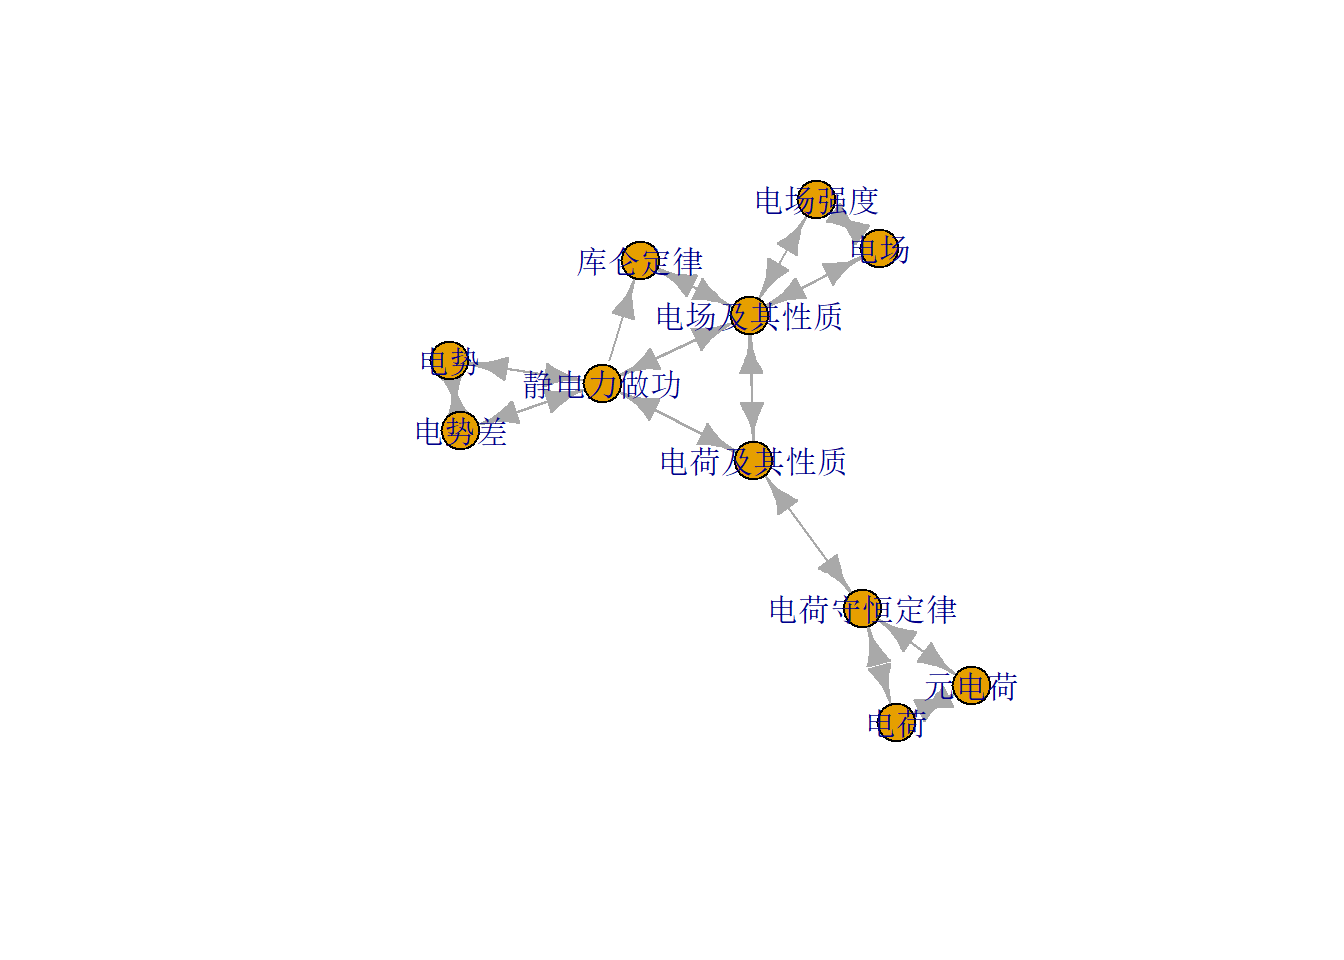 电场强度
电场
库仑定律
电场及其性质
电势
静电力做功
电势差
电荷及其性质
电荷守恒定律
元电荷
电荷